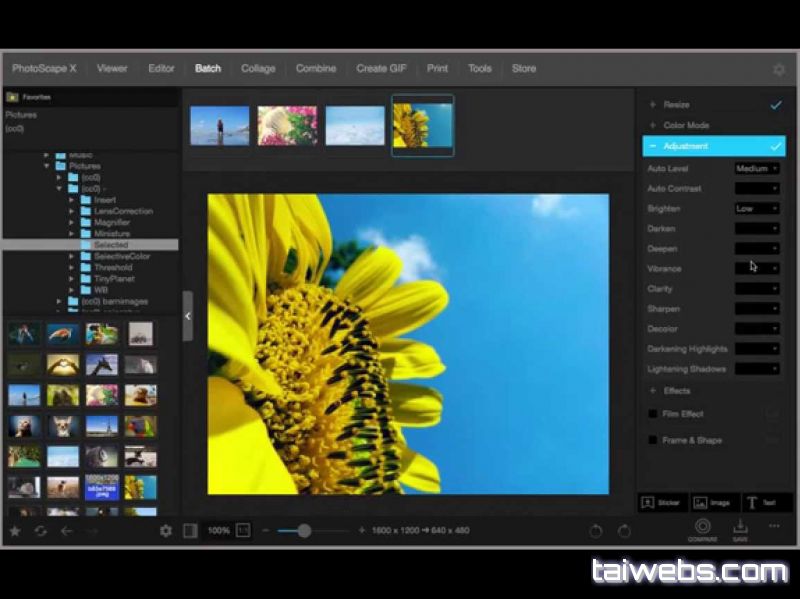 PhotoScape X Viewer Editor Batch Collage Combine Create GIF Print Tools Store
Favorites
Pictures
(cc0)
Music
Pictures
(cc0)
(cc0) -
Insert
LensCorrection
Magnifier
Miniature
Selected
SelectiveColor
Threshold
TinyPlanet
WB
(cc0) barnimages
1600x1200
100% 1:1 - + 1600 x 1200 ➔ 640 x 480
+ Resize
+ Color Mode
- Adjustment
Auto Level Medium
Auto Contrast
Brighten Low
Darken
Deepen
Vibrance
Clarity
Sharpen
Decolor
Darkening Highlights
Lightening Shadows
+ Effects
Film Effect
Frame & Shape
Sticker Image T Text
COMPARE SAVE
taiwebs.com